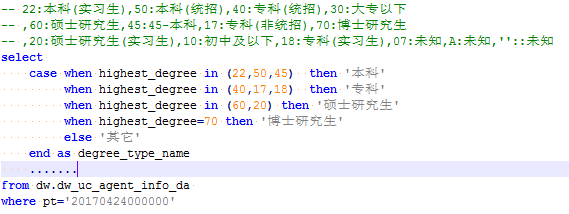 -- 22:本科(实习生),50:本科(统招),40:专科(统招),30:大专以下
-- ,60:硕士研究生,45:45-本科,17:专科(非统招),70:博士研究生
-- ,20:硕士研究生(实习生),10:初中及以下,18:专科(实习生),07:未知,A:未知,''::未知
select
case when highest_degree in (22,50,45) then '本科'
when highest_degree in (40,17,18) then '专科'
when highest_degree in (60,20) then '硕士研究生'
when highest_degree=70 then '博士研究生'
else '其它'
end as degree_type_name
.......
from dw.dw_uc_agent_info_da
where pt='20170424000000'